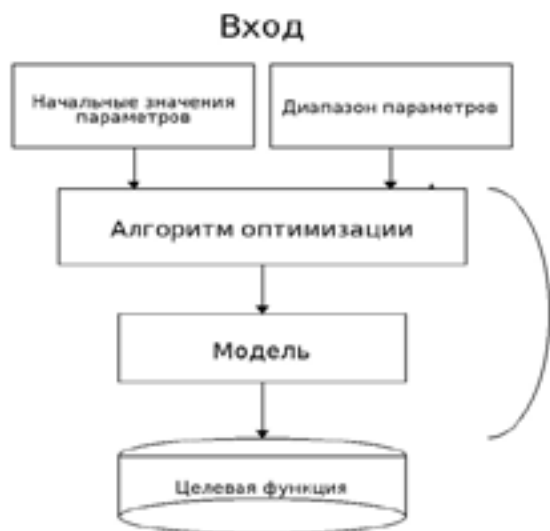 Вход
Начальные значения
параметров
Диапазон параметров
Алгоритм оптимизации
Модель
Целевая функция